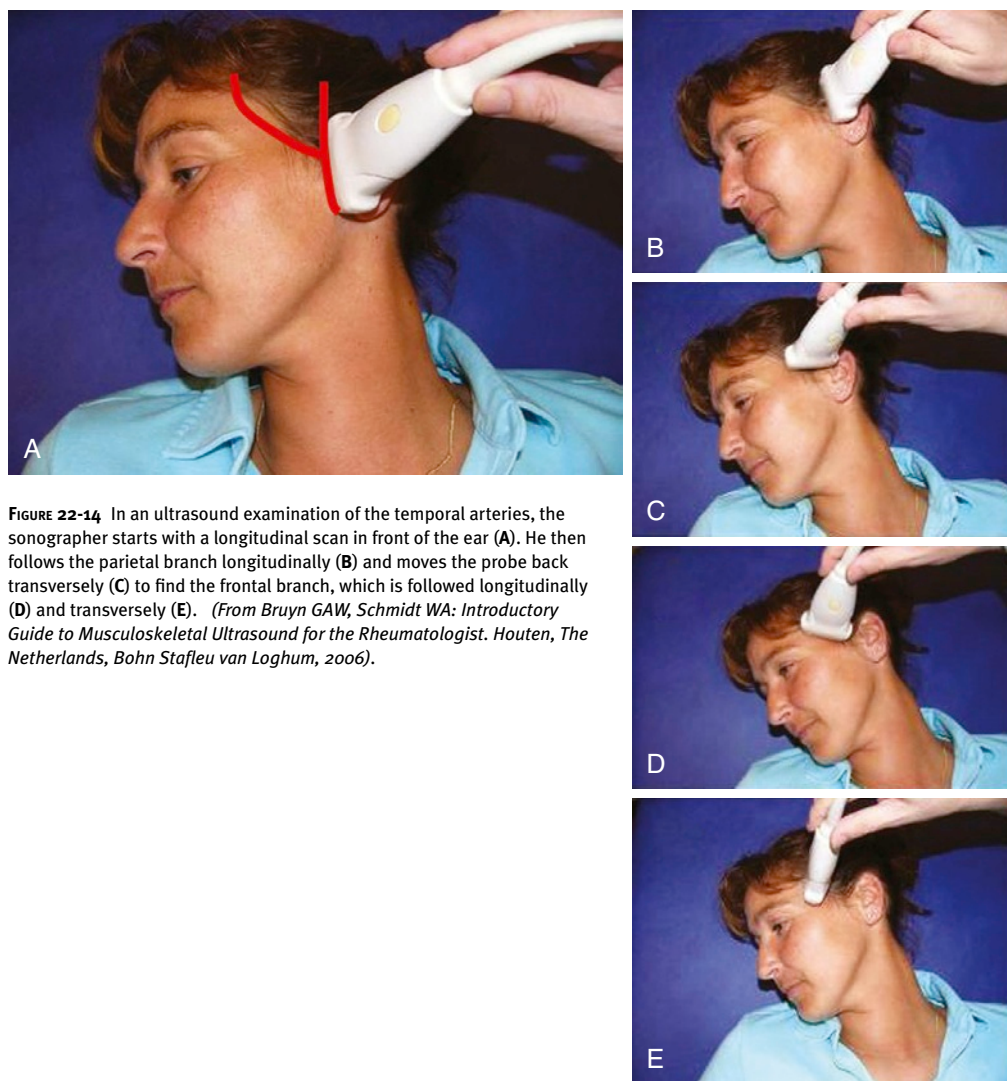 A
B
C
D
E
FIGURE 22-14 In an ultrasound examination of the temporal arteries, the
sonographer starts with a longitudinal scan in front of the ear (A). He then
follows the parietal branch longitudinally (B) and moves the probe back
transversely (C) to find the frontal branch, which is followed longitudinally
(D) and transversely (E). (From Bruyn GAW, Schmidt WA: Introductory
Guide to Musculoskeletal Ultrasound for the Rheumatologist. Houten, The
Netherlands, Bohn Stafleu van Loghum, 2006).